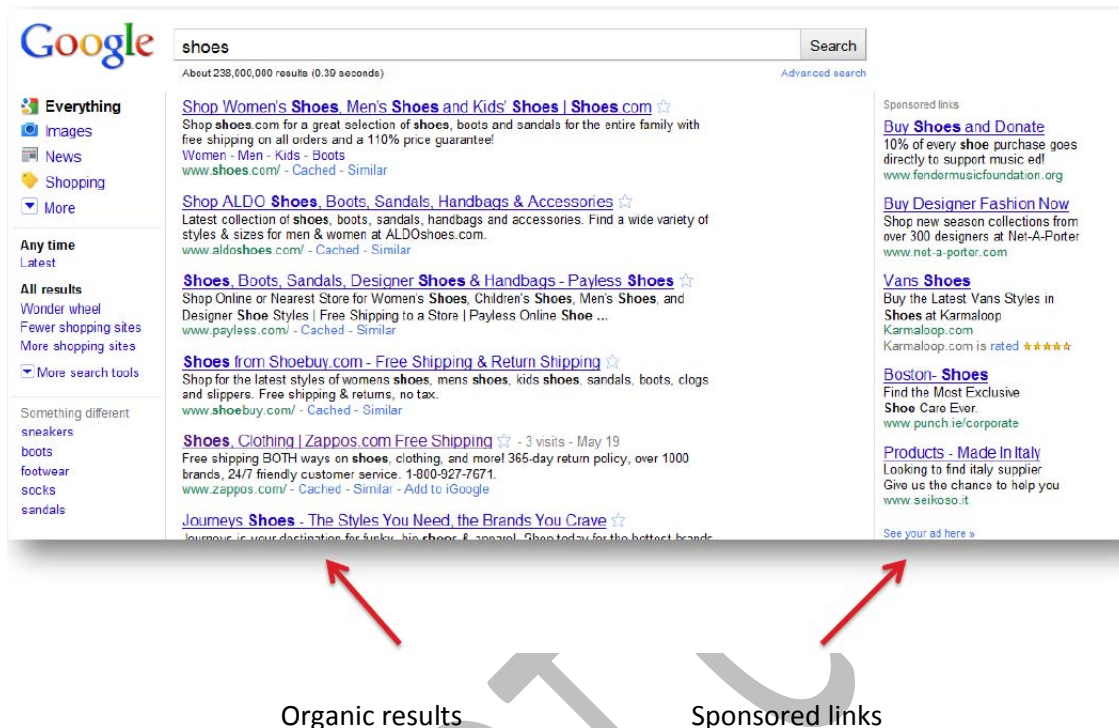 Google
shoes
Search
About 238,000,000 results (0.39 seconds)
Advanced search
Everything
Images
News
Shopping
More
Any time
Latest
All results
Wonder wheel
Fewer shopping sites
More shopping sites
More search tools
Something different
sneakers
boots
footwear
socks
sandals
Shop Women's Shoes, Men's Shoes and Kids' Shoes | Shoes.com
Shop shoes.com for a great selection of shoes, boots and sandals for the entire family with
free shipping on all orders and a 110% price guarantee!
Women - Men - Kids - Boots
www.shoes.com/ - Cached - Similar
Shop ALDO Shoes, Boots, Sandals, Handbags & Accessories
Latest collection of shoes, boots, sandals, handbags and accessories. Find a wide variety of
styles & sizes for men & women at ALDOshoes.com.
www.aldoshoes.com/ - Cached - Similar
Shoes, Boots, Sandals, Designer Shoes & Handbags - Payless Shoes
Shop Online or Nearest Store for Women's Shoes, Children's Shoes, Men's Shoes, and
Designer Shoe Styles | Free Shipping to a Store | Payless Online Shoe ...
www.payless.com/ - Cached - Similar
Shoes from Shoebuy.com - Free Shipping & Return Shipping
Shop for the latest styles of womens shoes, mens shoes, kids shoes, sandals, boots, clogs
and slippers. Free shipping & returns, no tax.
www.shoebuy.com/ - Cached - Similar
Shoes, Clothing | Zappos.com Free Shipping - 3 visits - May 19
Free shipping BOTH ways on shoes, clothing, and more! 365-day return policy, over 1000
brands, 24/7 friendly customer service. 1-800-927-7671.
www.zappos.com/ - Cached - Similar - Add to iGoogle
Journeys Shoes - The Styles You Need, the Brands You Crave
Journeys is your destination for funky, hip shoes & apparel. Shop today for the hottest brands
Sponsored links
Buy Shoes and Donate
10% of every shoe purchase goes
directly to support music ed!
www.fendermusicfoundation.org
Buy Designer Fashion Now
Shop new season collections from
over 300 designers at Net-A-Porter
www.net-a-porter.com
Vans Shoes
Buy the Latest Vans Styles in
Shoes at Karmaloop
Karmaloop.com
Karmaloop.com is rated
Boston- Shoes
Find the Most Exclusive
Shoe Care Ever.
www.punch.ie/corporate
Products - Made In Italy
Looking to find italy supplier
Give us the chance to help you
www.seikoso.it
See your ad here »
Organic results
Sponsored links